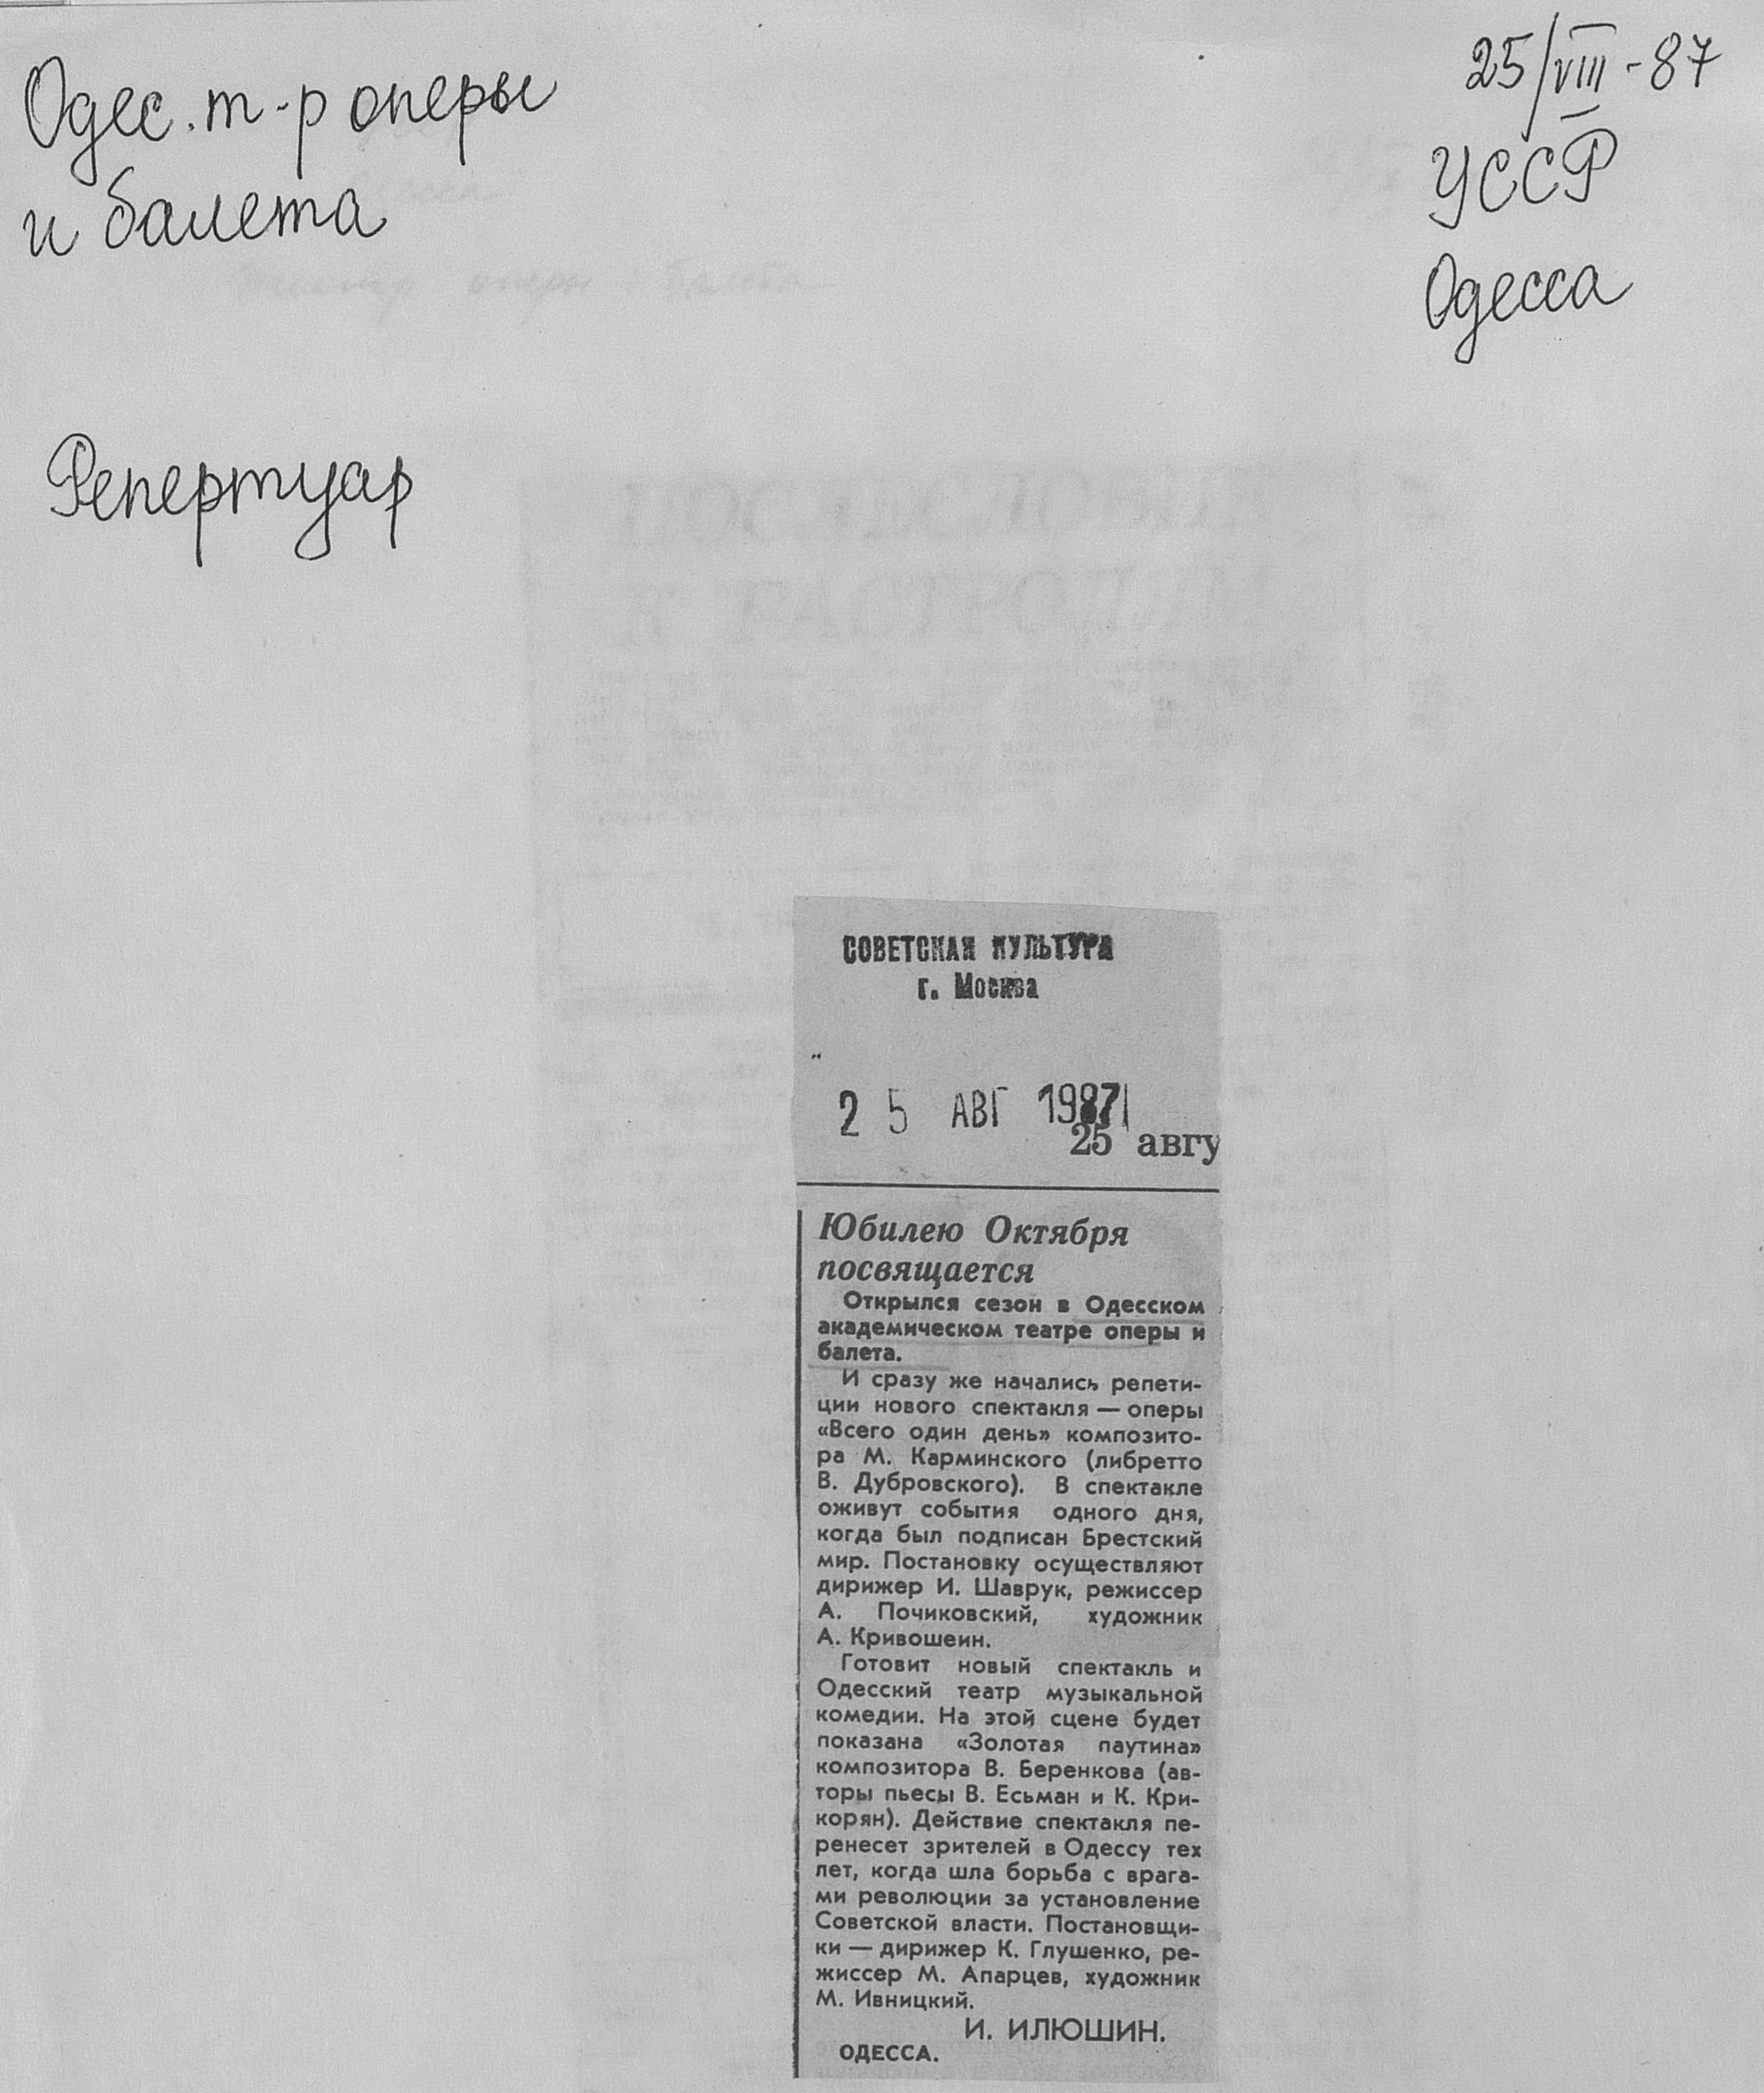 Одес. т-р оперы
и балета
25/VIII-87
УССР
Одесса
Репертуар
СОВЕТСКАЯ КУЛЬТУРА
г. Москва
25 АВГ 1987
25 авгу
Юбилею Октября
посвящается
Открылся сезон в Одесском
академическом театре оперы и
балета.
И сразу же начались репети-
ции нового спектакля — оперы
«Всего один день» композито-
ра М. Карминского (либретто
В. Дубровского). В спектакле
оживут события одного дня,
когда был подписан Брестский
мир. Постановку осуществляют
дирижер И. Шаврук, режиссер
А. Почиковский, художник
А. Кривошеин.
Готовит новый спектакль и
Одесский театр музыкальной
комедии. На этой сцене будет
показана «Золотая паутина»
композитора В. Беренкова (ав-
торы пьесы В. Есьман и К. Кри-
корян). Действие спектакля пе-
ренесет зрителей в Одессу тех
лет, когда шла борьба с врага-
ми революции за установление
Советской власти. Постановщи-
ки — дирижер К. Глушенко, ре-
жиссер М. Апарцев, художник
М. Ивницкий.
И. ИЛЮШИН.
ОДЕССА.